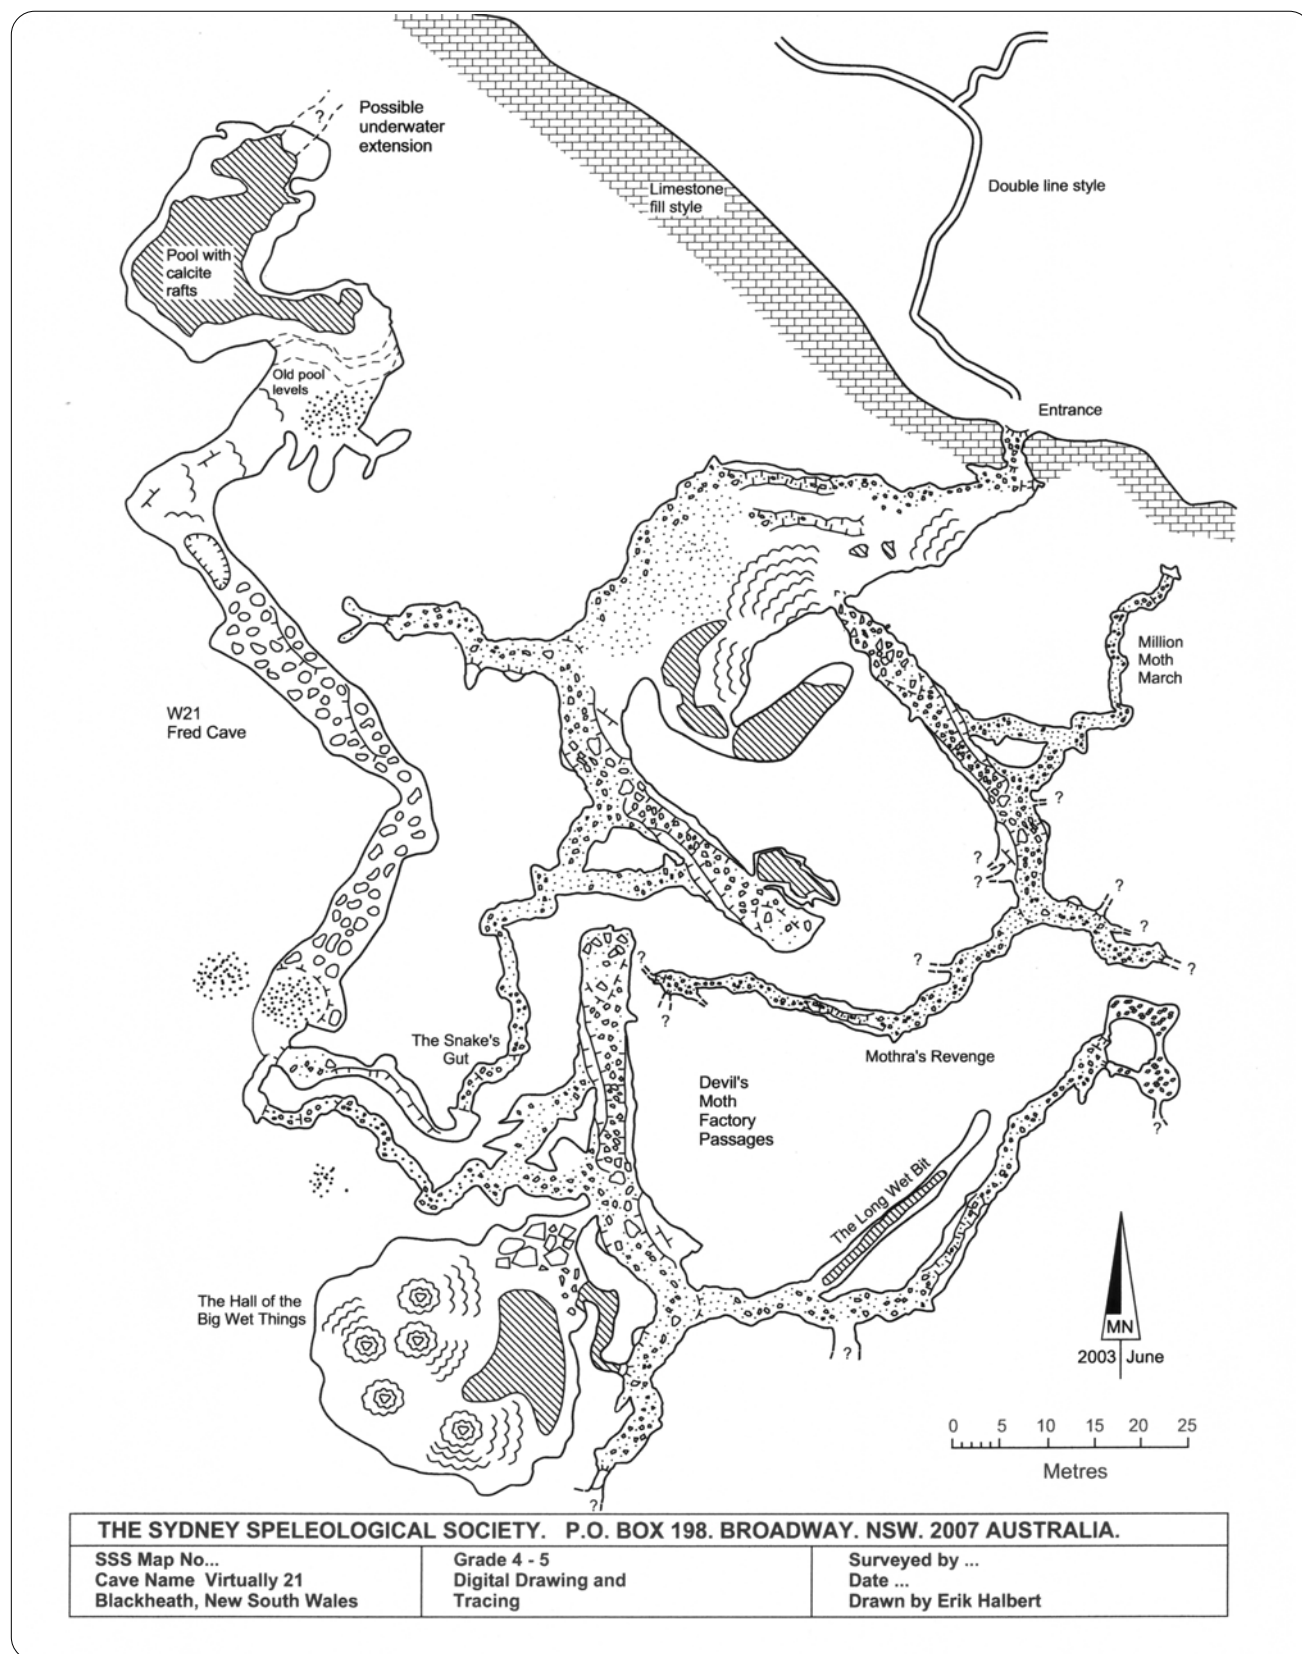 Possible
underwater
extension
?
Limestone
fill style
Double line style
Pool with
calcite
rafts
Old pool
levels
Entrance
Million
Moth
March
W21
Fred Cave
?
?
?
?
?
?
?
?
?
The Snake's
Gut
Mothra's Revenge
Devil's
Moth
Factory
Passages
?
The Long Wet Bit
The Hall of the
Big Wet Things
?
?
MN
2003 June
0 5 10 15 20 25
Metres
THE SYDNEY SPELEOLOGICAL SOCIETY. P.O. BOX 198. BROADWAY. NSW. 2007 AUSTRALIA.
SSS Map No...
Cave Name Virtually 21
Blackheath, New South Wales
Grade 4 - 5
Digital Drawing and
Tracing
Surveyed by ...
Date ...
Drawn by Erik Halbert